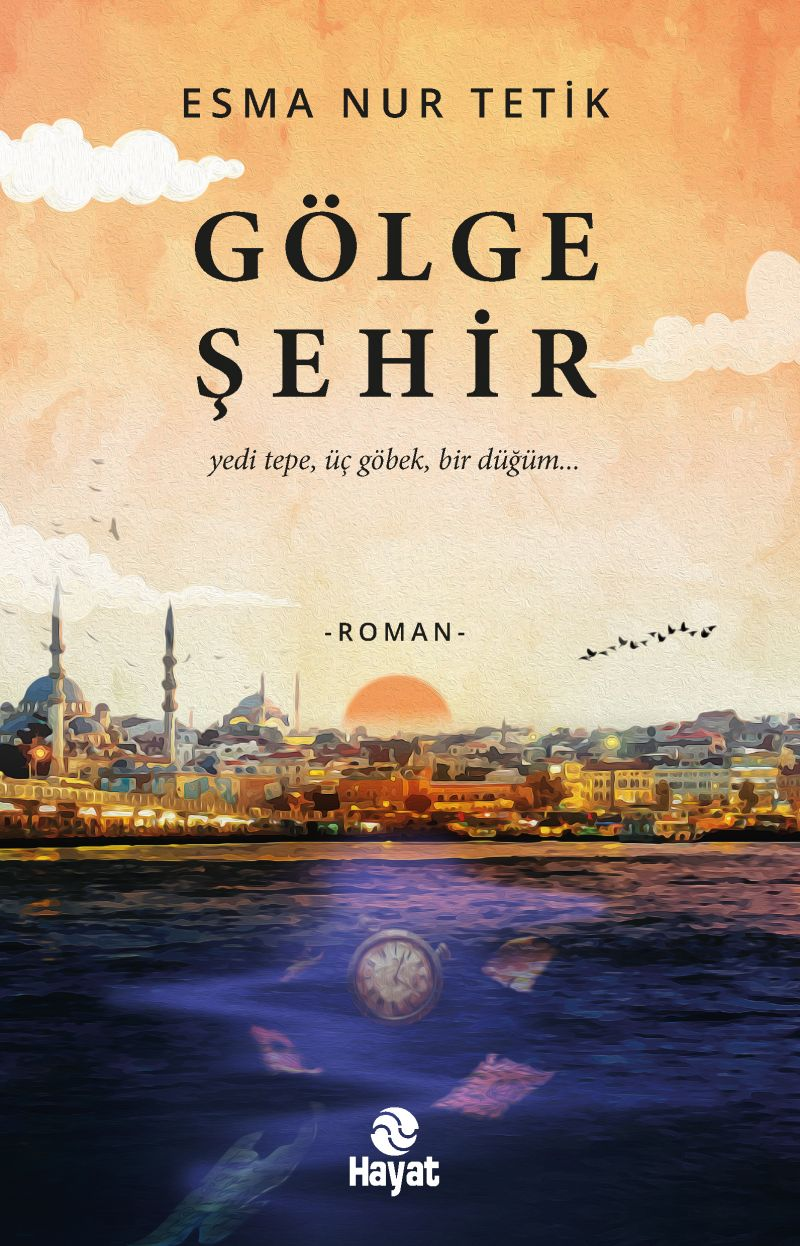 ESMA NUR TETİK
GÖLGE
ŞEHİR
yedi tepe, üç göbek, bir düğüm...
-ROMAN-
Hayat